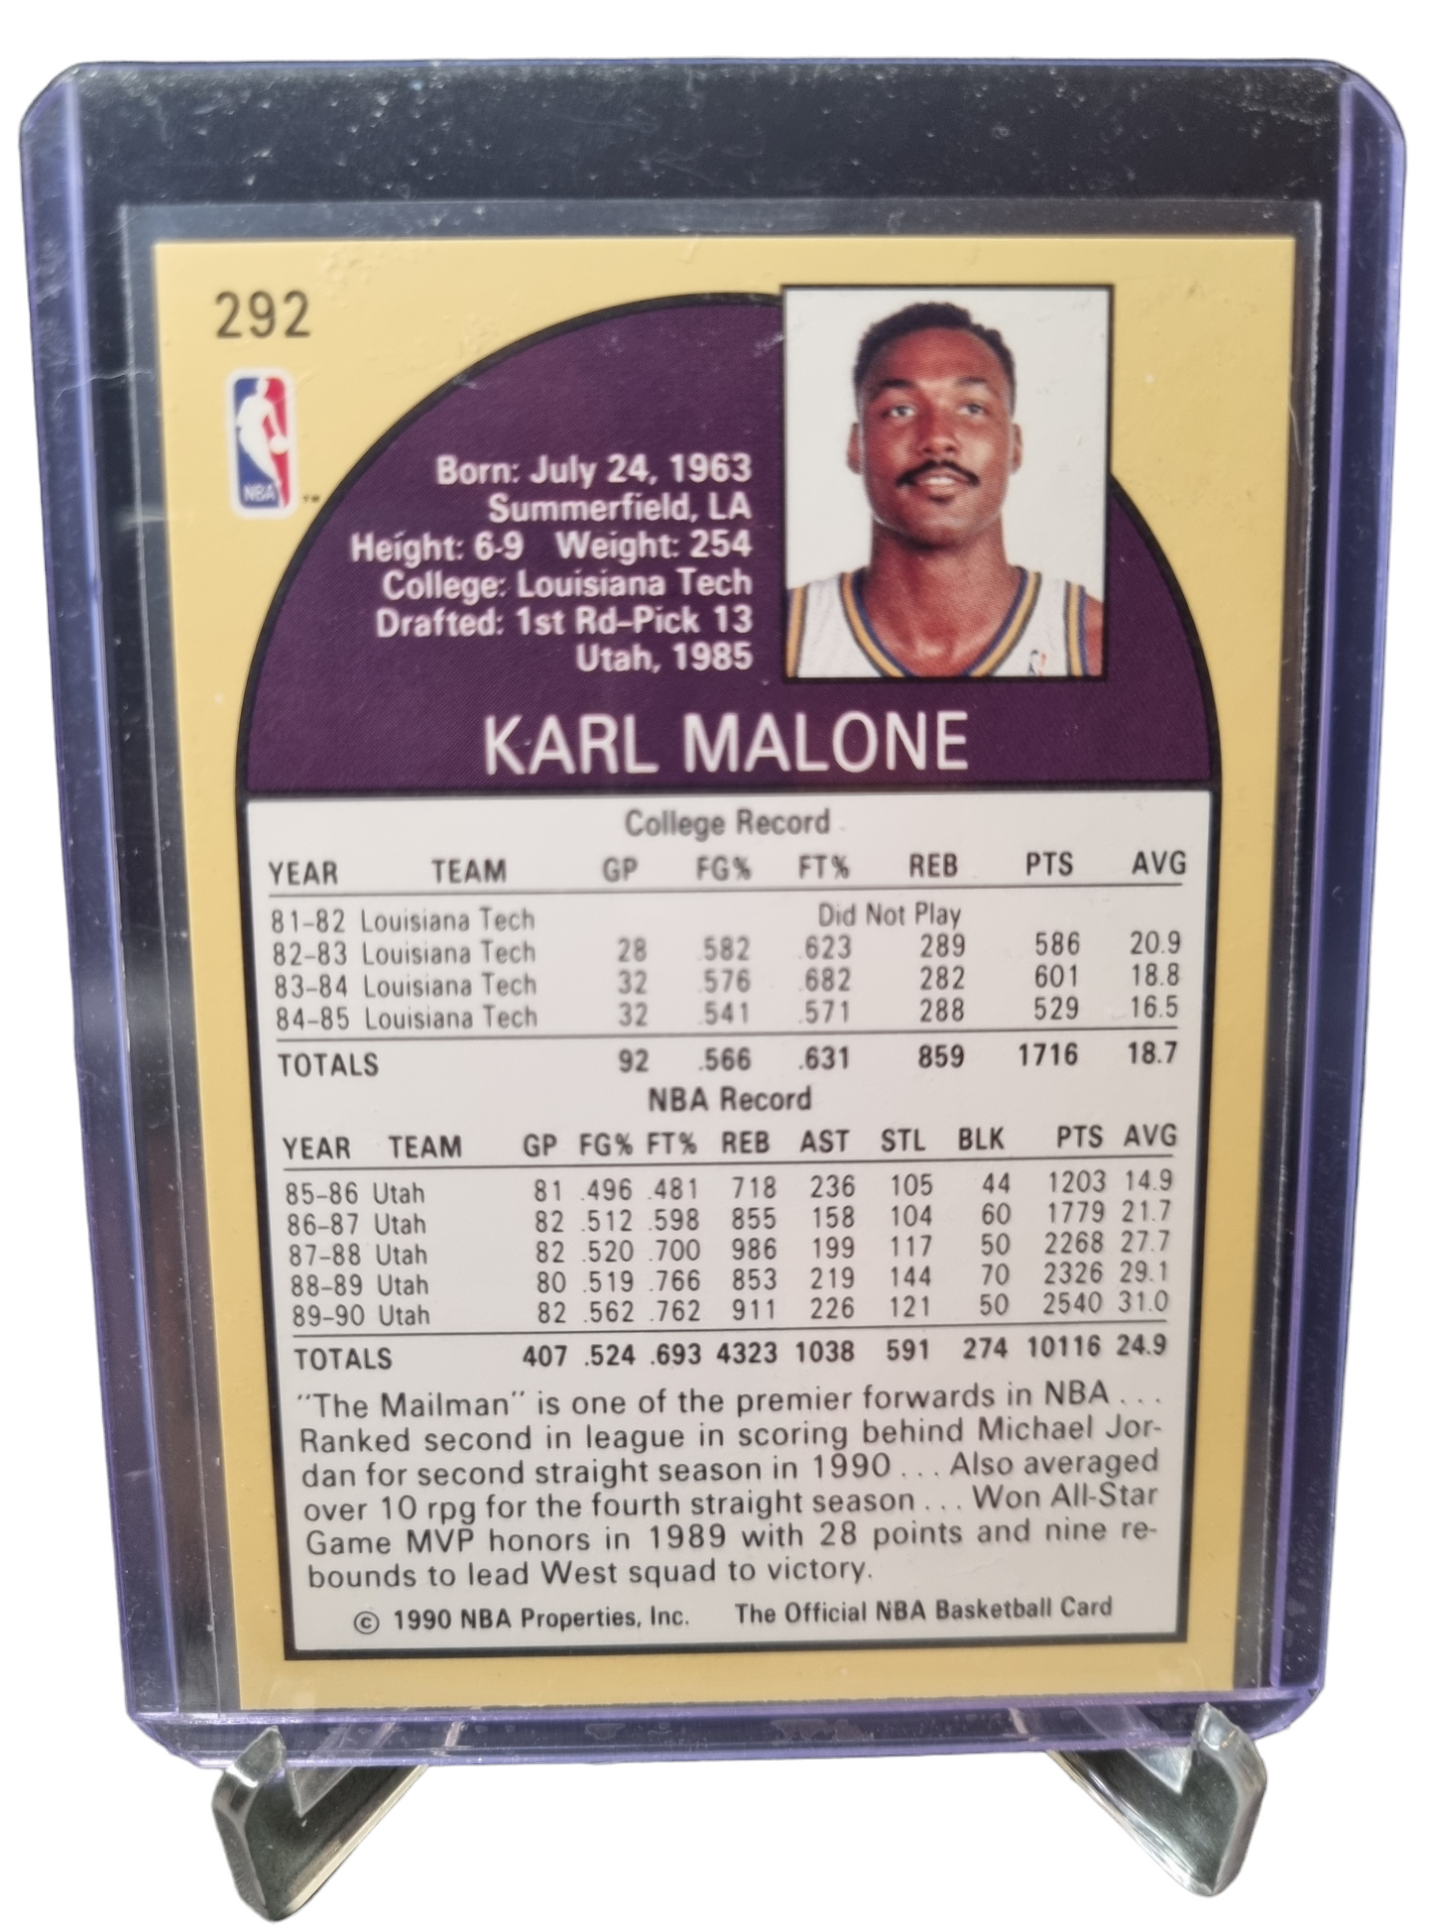 292
NBA
™
Born: July 24, 1963
Summerfield, LA
Height: 6-9 Weight: 254
College: Louisiana Tech
Drafted: 1st Rd–Pick 13
Utah, 1985
KARL MALONE
College Record
YEAR TEAM GP FG% FT% REB PTS AVG
81–82 Louisiana Tech Did Not Play
82–83 Louisiana Tech 28 .582 .623 289 586 20.9
83–84 Louisiana Tech 32 .576 .682 282 601 18.8
84–85 Louisiana Tech 32 .541 .571 288 529 16.5
TOTALS 92 .566 .631 859 1716 18.7
NBA Record
YEAR TEAM GP FG% FT% REB AST STL BLK PTS AVG
85–86 Utah 81 .496 .481 718 236 105 44 1203 14.9
86–87 Utah 82 .512 .598 855 158 104 60 1779 21.7
87–88 Utah 82 .520 .700 986 199 117 50 2268 27.7
88–89 Utah 80 .519 .766 853 219 144 70 2326 29.1
89–90 Utah 82 .562 .762 911 226 121 50 2540 31.0
TOTALS 407 .524 .693 4323 1038 591 274 10116 24.9
"The Mailman" is one of the premier forwards in NBA . . .
Ranked second in league in scoring behind Michael Jor-
dan for second straight season in 1990 . . . Also averaged
over 10 rpg for the fourth straight season . . . Won All-Star
Game MVP honors in 1989 with 28 points and nine re-
bounds to lead West squad to victory.
© 1990 NBA Properties, Inc. The Official NBA Basketball Card